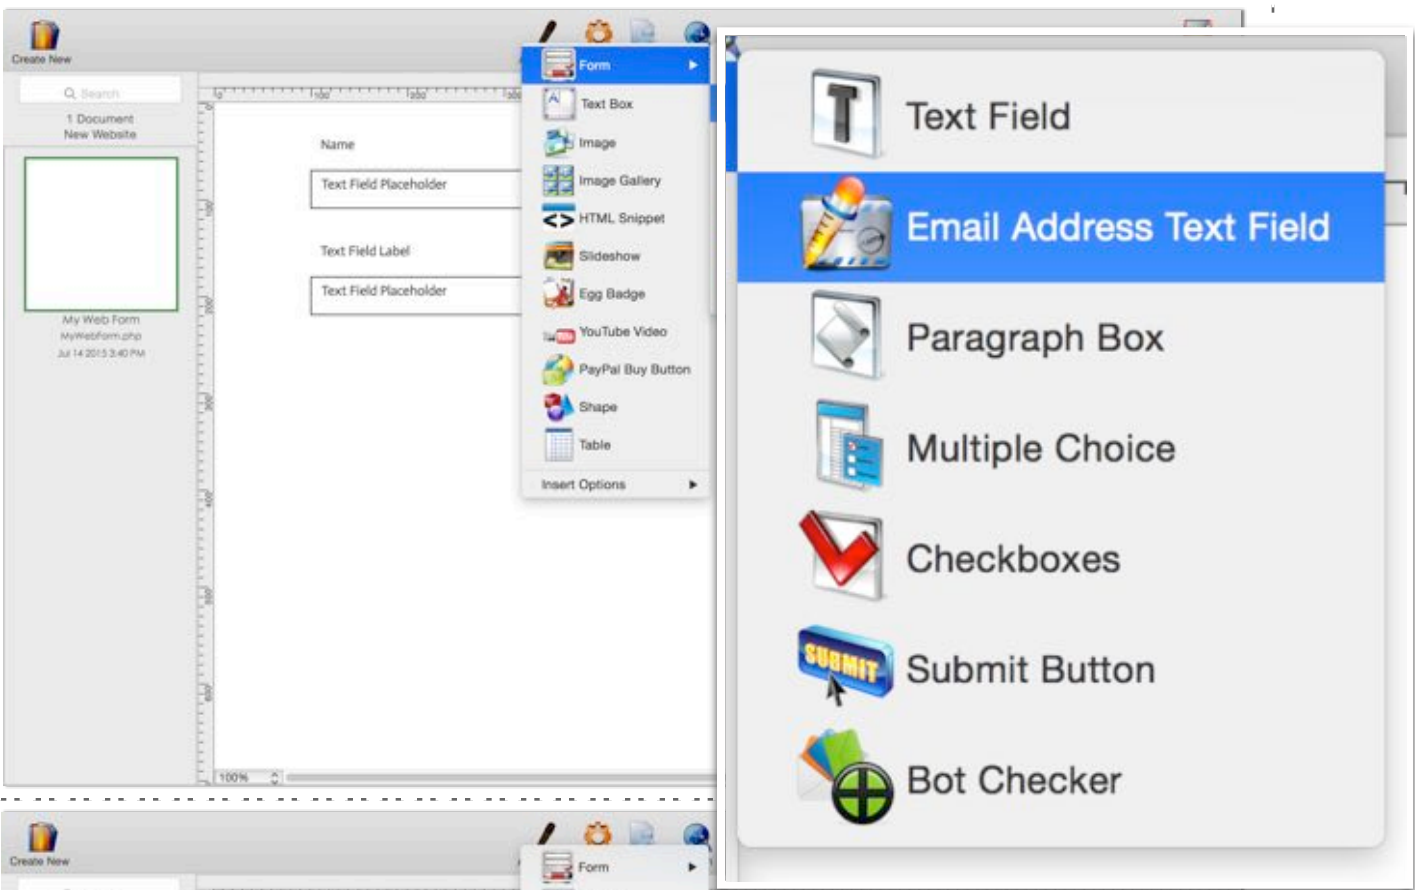 Create New
Search
1 Document
New Website
My Web Form
MyWebform.php
Jul 14 2015 3:40 PM
Name
Text Field Placeholder
Text Field Label
Text Field Placeholder
100%
Form
Text Box
Image
Image Gallery
HTML Snippet
Slideshow
Egg Badge
YouTube Video
PayPal Buy Button
Shape
Table
Insert Options
Text Field
Email Address Text Field
Paragraph Box
Multiple Choice
Checkboxes
SUBMIT
Submit Button
Bot Checker
Create New
Form